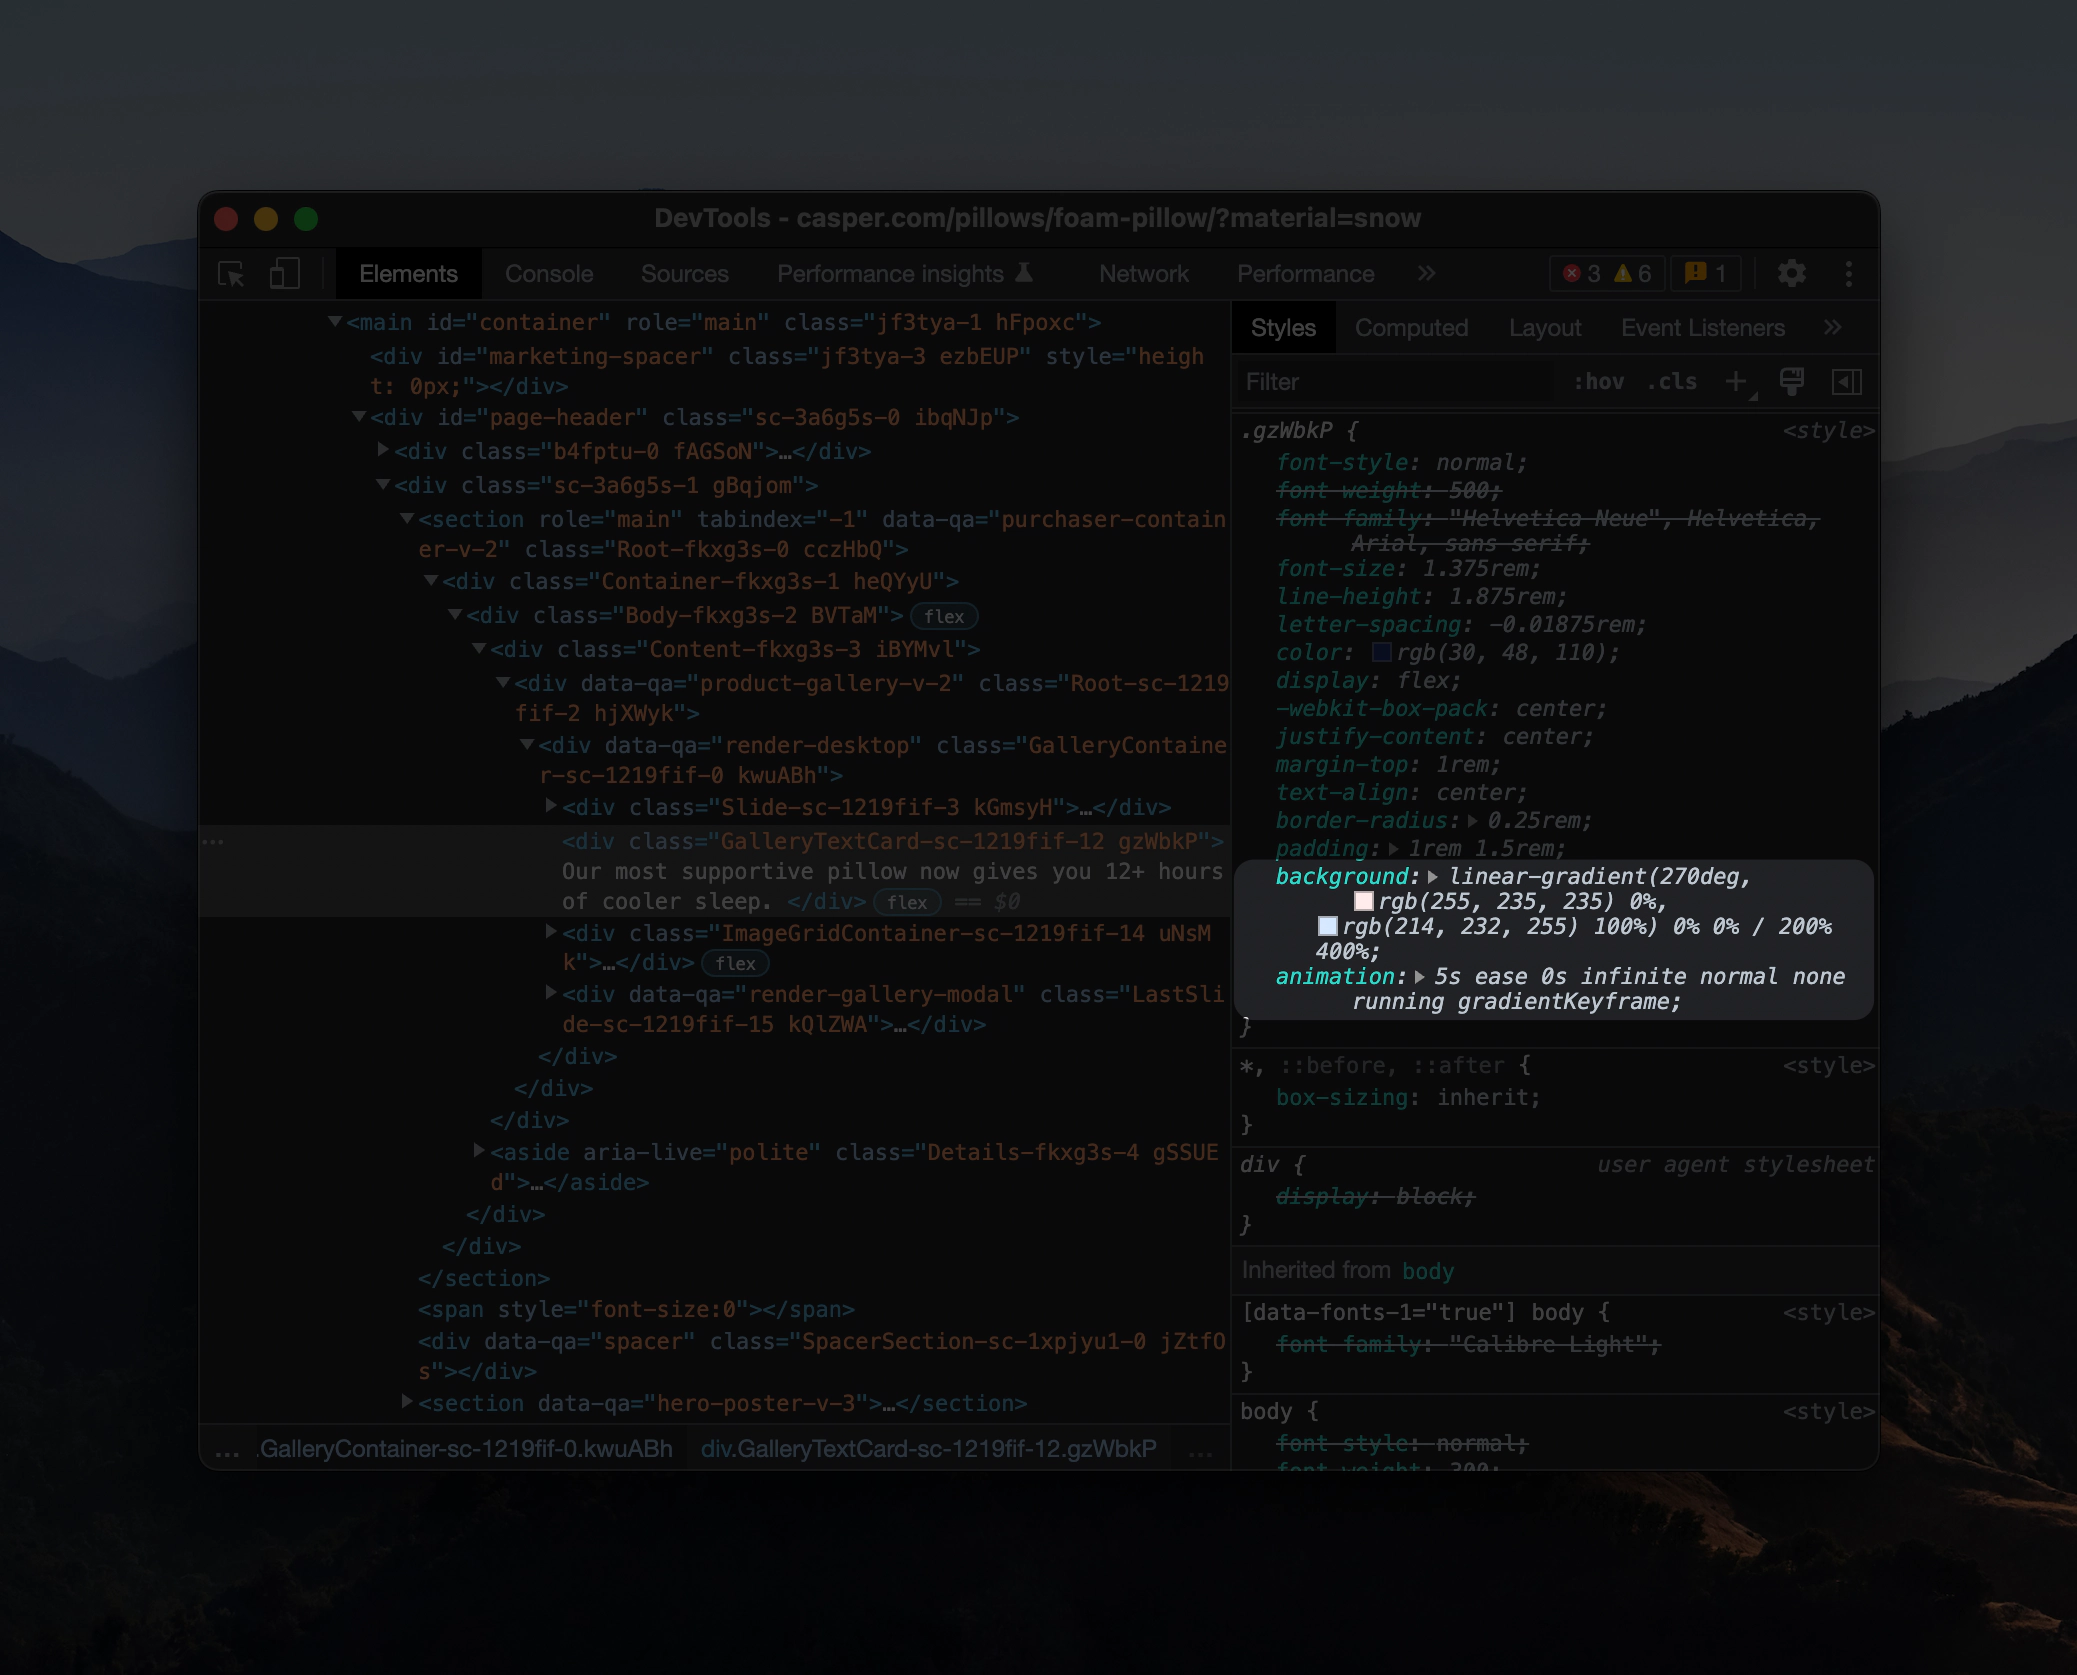 DevTools - casper.com/pillows/foam-pillow/?material=snow
Elements Console Sources Performance insights Network Performance » 3 6 1
<main id="container" role="main" class="jf3tya-1 hFpoxc">
<div id="marketing-spacer" class="jf3tya-3 ezbEUP" style="heigh
t: 0px;"></div>
<div id="page-header" class="sc-3a6g5s-0 ibqNJp">
<div class="b4fptu-0 fAGSoN">…</div>
<div class="sc-3a6g5s-1 gBqjom">
<section role="main" tabindex="-1" data-qa="purchaser-contain
er-v-2" class="Root-fkxg3s-0 cczHbQ">
<div class="Container-fkxg3s-1 heQYyU">
<div class="Body-fkxg3s-2 BVTaM"> flex
<div class="Content-fkxg3s-3 iBYMvl">
<div data-qa="product-gallery-v-2" class="Root-sc-1219
fif-2 hjXWyk">
<div data-qa="render-desktop" class="GalleryContaine
r-sc-1219fif-0 kwuABh">
<div class="Slide-sc-1219fif-3 kGmsyH">…</div>
… <div class="GalleryTextCard-sc-1219fif-12 gzWbkP">
Our most supportive pillow now gives you 12+ hours
of cooler sleep. </div> flex == $0
<div class="ImageGridContainer-sc-1219fif-14 uNsM
k">…</div> flex
<div data-qa="render-gallery-modal" class="LastSli
de-sc-1219fif-15 kQlZWA">…</div>
</div>
</div>
</div>
<aside aria-live="polite" class="Details-fkxg3s-4 gSSUE
d">…</aside>
</div>
</div>
</section>
<span style="font-size:0"></span>
<div data-qa="spacer" class="SpacerSection-sc-1xpjyu1-0 jZtfO
s"></div>
<section data-qa="hero-poster-v-3">…</section>
… .GalleryContainer-sc-1219fif-0.kwuABh div.GalleryTextCard-sc-1219fif-12.gzWbkP …
Styles Computed Layout Event Listeners »
Filter :hov .cls +
.gzWbkP { <style>
font-style: normal;
font-weight: 500;
font-family: "Helvetica Neue", Helvetica,
Arial, sans-serif;
font-size: 1.375rem;
line-height: 1.875rem;
letter-spacing: -0.01875rem;
color: rgb(30, 48, 110);
display: flex;
-webkit-box-pack: center;
justify-content: center;
margin-top: 1rem;
text-align: center;
border-radius: 0.25rem;
padding: 1rem 1.5rem;
background: linear-gradient(270deg,
rgb(255, 235, 235) 0%,
rgb(214, 232, 255) 100%) 0% 0% / 200%
400%;
animation: 5s ease 0s infinite normal none
running gradientKeyframe;
}
*, ::before, ::after { <style>
box-sizing: inherit;
}
div { user agent stylesheet
display: block;
}
Inherited from body
[data-fonts-1="true"] body { <style>
font-family: "Calibre Light";
}
body { <style>
font-style: normal;
font-weight: 300;